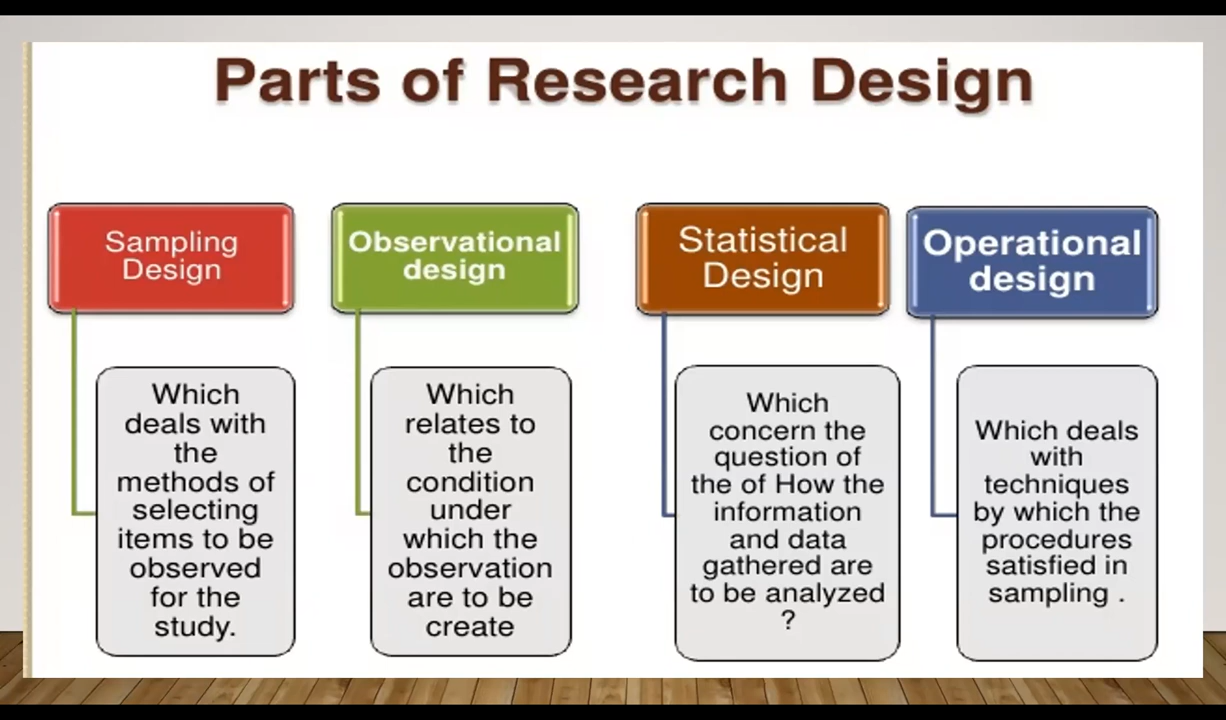 Parts of Research Design
Sampling
Design
Which
deals with
the
methods of
selecting
items to be
observed
for the
study.
Observational
design
Which
relates to
the
condition
under
which the
observation
are to be
create
Statistical
Design
Which
concern the
question of
the of How the
information
and data
gathered are
to be analyzed
?
Operational
design
Which deals
with
techniques
by which the
procedures
satisfied in
sampling .